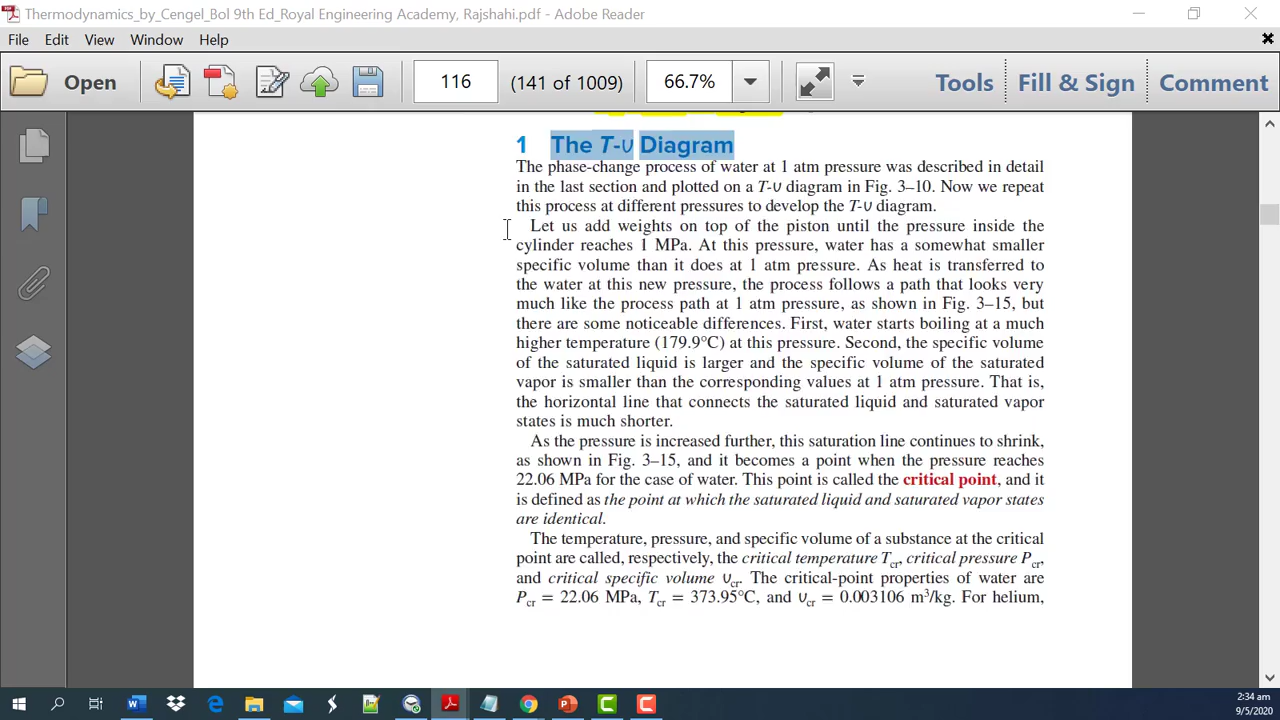 Thermodynamics_by_Cengel_Bol 9th Ed_Royal Engineering Academy, Rajshahi.pdf - Adobe Reader
File Edit View Window Help
Open 116 (141 of 1009) 66.7% Tools Fill & Sign Comment
1 The T-υ Diagram
The phase-change process of water at 1 atm pressure was described in detail
in the last section and plotted on a T-υ diagram in Fig. 3–10. Now we repeat
this process at different pressures to develop the T-υ diagram.
Let us add weights on top of the piston until the pressure inside the
cylinder reaches 1 MPa. At this pressure, water has a somewhat smaller
specific volume than it does at 1 atm pressure. As heat is transferred to
the water at this new pressure, the process follows a path that looks very
much like the process path at 1 atm pressure, as shown in Fig. 3–15, but
there are some noticeable differences. First, water starts boiling at a much
higher temperature (179.9°C) at this pressure. Second, the specific volume
of the saturated liquid is larger and the specific volume of the saturated
vapor is smaller than the corresponding values at 1 atm pressure. That is,
the horizontal line that connects the saturated liquid and saturated vapor
states is much shorter.
As the pressure is increased further, this saturation line continues to shrink,
as shown in Fig. 3–15, and it becomes a point when the pressure reaches
22.06 MPa for the case of water. This point is called the critical point, and it
is defined as the point at which the saturated liquid and saturated vapor states
are identical.
The temperature, pressure, and specific volume of a substance at the critical
point are called, respectively, the critical temperature Tcr, critical pressure Pcr,
and critical specific volume υcr. The critical-point properties of water are
Pcr = 22.06 MPa, Tcr = 373.95°C, and υcr = 0.003106 m³/kg. For helium,
2:34 am
9/5/2020